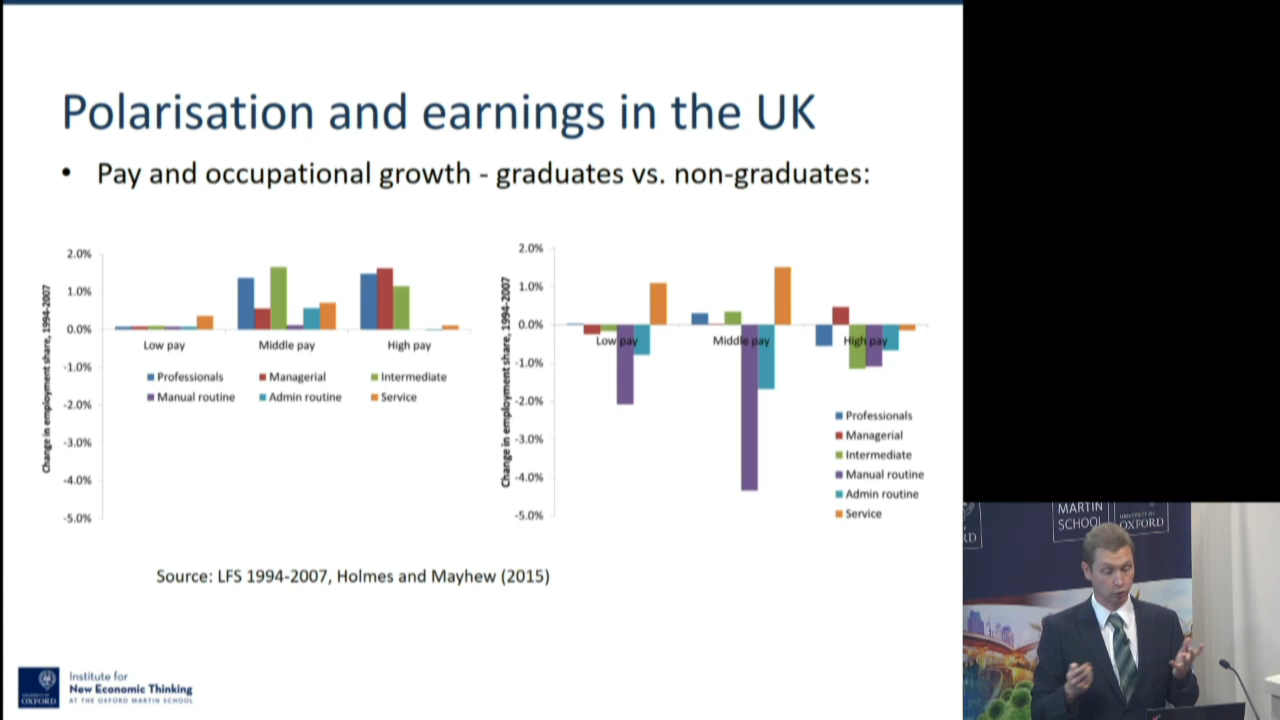 Polarisation and earnings in the UK
• Pay and occupational growth - graduates vs. non-graduates:
Change in employment share, 1994-2007
2.0%
1.0%
0.0%
-1.0%
-2.0%
-3.0%
-4.0%
-5.0%
Low pay
Middle pay
High pay
Professionals
Managerial
Intermediate
Manual routine
Admin routine
Service
Change in employment share, 1994-2007
2.0%
1.0%
0.0%
-1.0%
-2.0%
-3.0%
-4.0%
-5.0%
Low pay
Middle pay
High pay
Professionals
Managerial
Intermediate
Manual routine
Admin routine
Service
Source: LFS 1994-2007, Holmes and Mayhew (2015)
UNIVERSITY OF
OXFORD
Institute for
New Economic Thinking
AT THE OXFORD MARTIN SCHOOL
RD
MARTIN
SCHOOL
UNIVERSITY OF
OXFORD